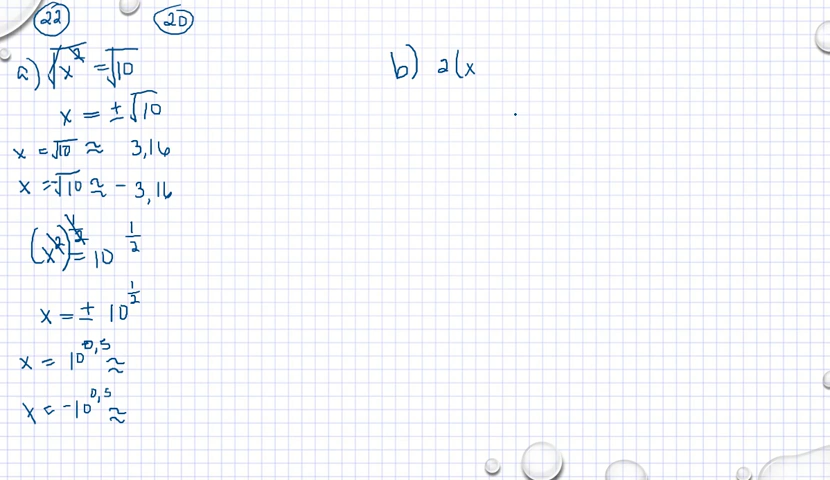 22 20
a) √x² = √10
x = ± √10
x = √10 ≈ 3,16
x = -√10 ≈ - 3,16
(x²)^1/2 = 10^1/2
x = ± 10^1/2
x = 10^0,5 ≈
x = -10^0,5 ≈
b) 2(x